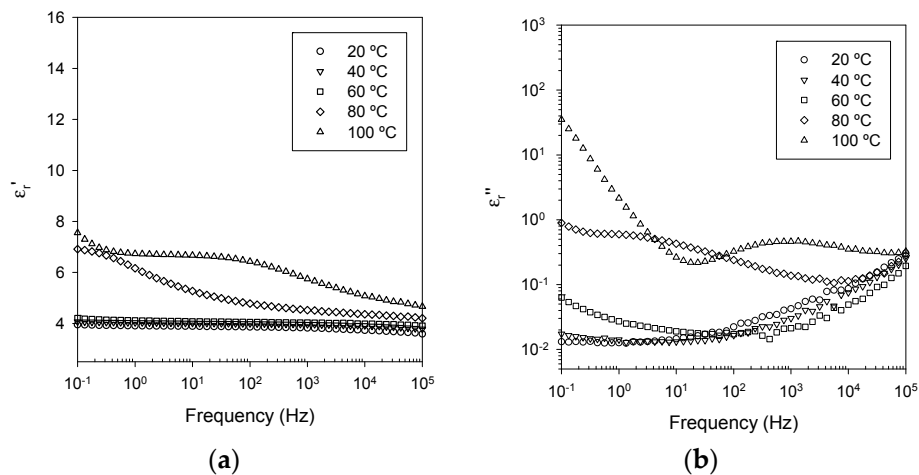 16
14
12
10
8
6
4
εr'
20 ºC
40 ºC
60 ºC
80 ºC
100 ºC
10-1 100 101 102 103 104 105
Frequency (Hz)
(a)
103
102
101
100
10-1
10-2
εr''
20 ºC
40 ºC
60 ºC
80 ºC
100 ºC
10-1 100 101 102 103 104 105
Frequency (Hz)
(b)